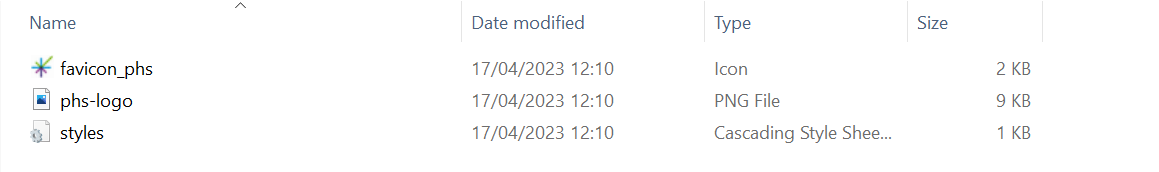 Name Date modified Type Size
favicon_phs 17/04/2023 12:10 Icon 2 KB
phs-logo 17/04/2023 12:10 PNG File 9 KB
styles 17/04/2023 12:10 Cascading Style Shee... 1 KB